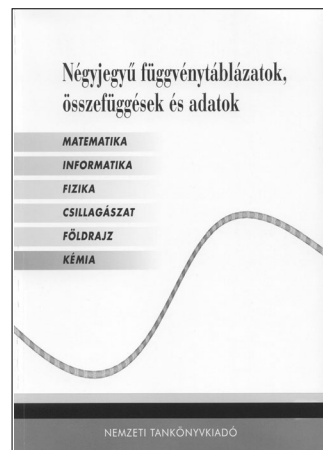 Négyjegyű függvénytáblázatok,
összefüggések és adatok
MATEMATIKA
INFORMATIKA
FIZIKA
CSILLAGÁSZAT
FÖLDRAJZ
KÉMIA
NEMZETI TANKÖNYVKIADÓ